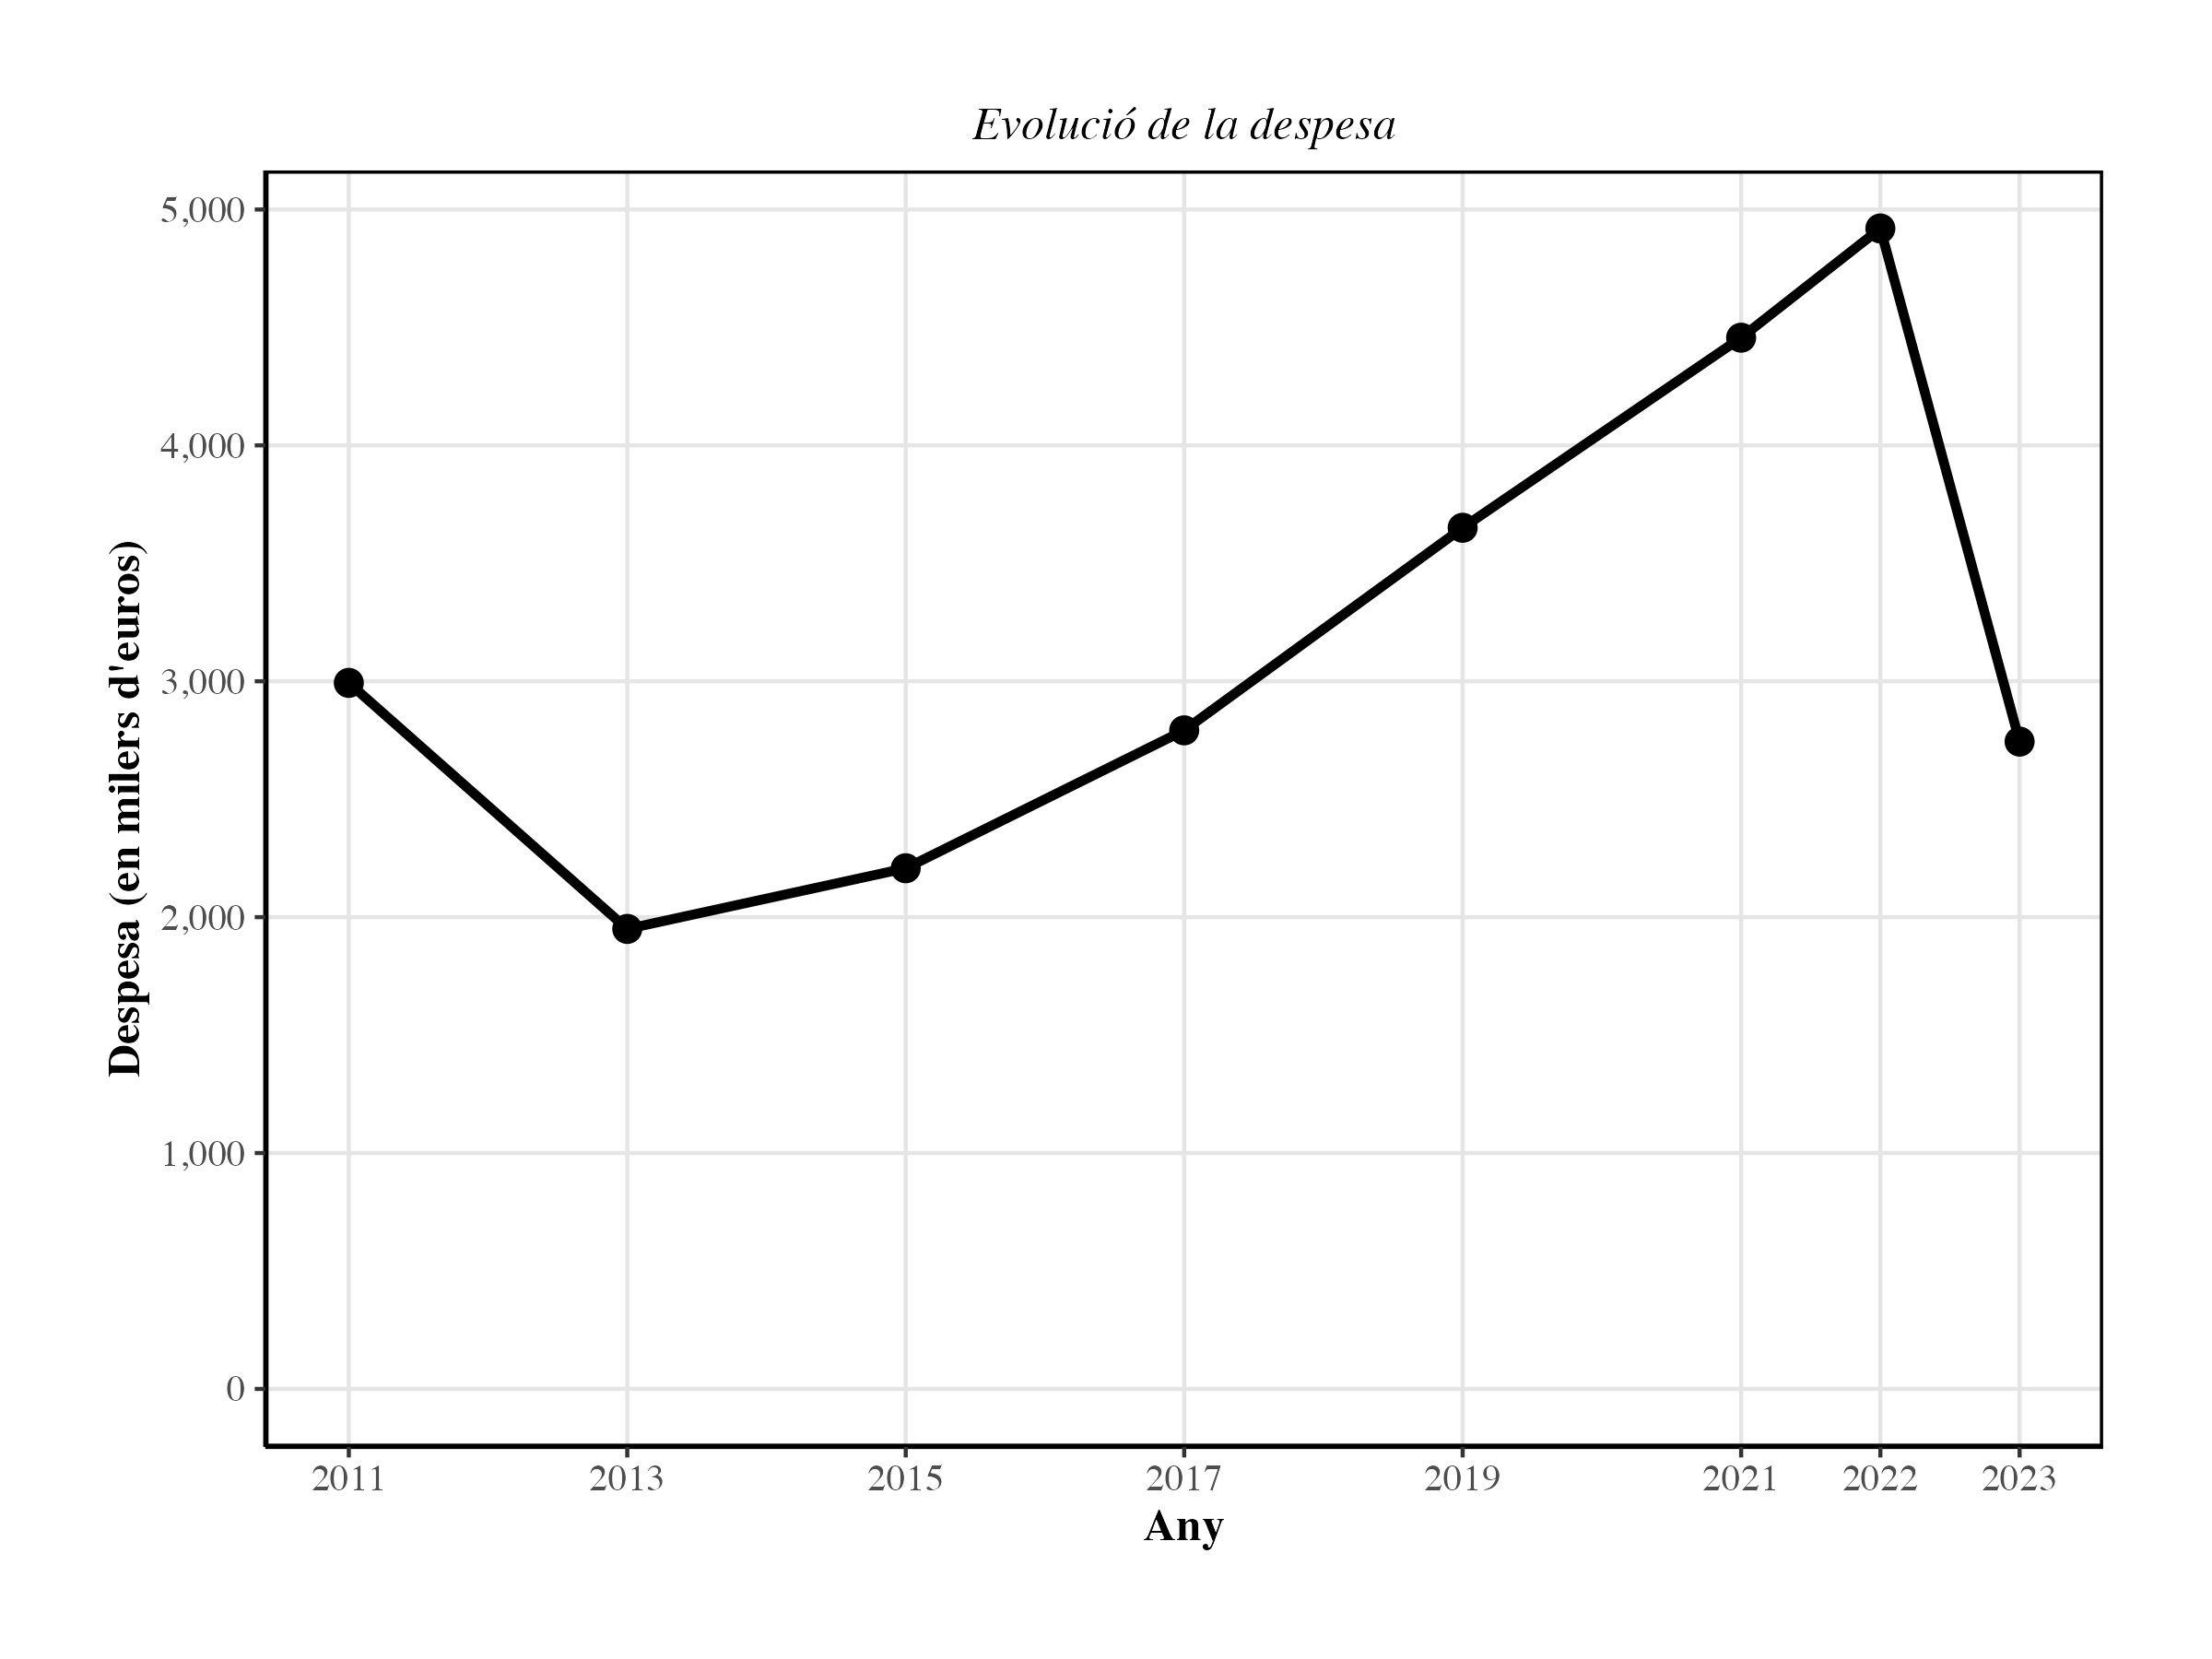 Evolució de la despesa
Despesa (en milers d'euros)
5,000
4,000
3,000
2,000
1,000
0
2011 2013 2015 2017 2019 2021 2022 2023
Any